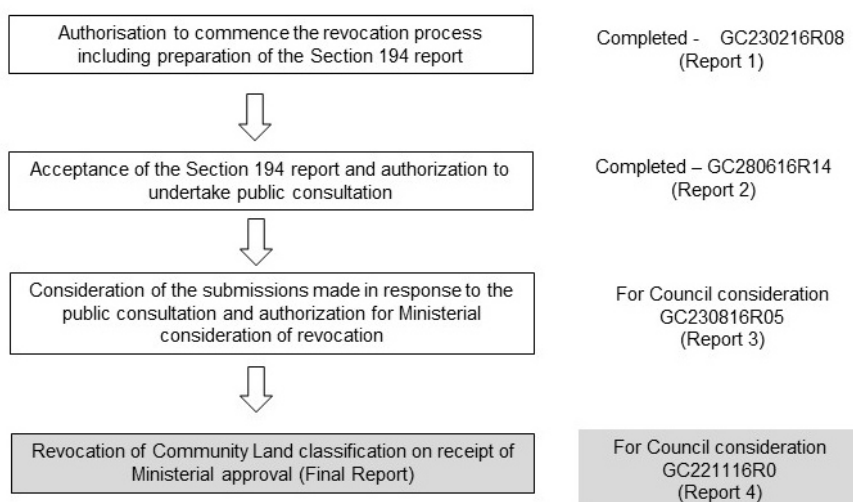 Authorisation to commence the revocation process
including preparation of the Section 194 report
Completed - GC230216R08
(Report 1)
Acceptance of the Section 194 report and authorization to
undertake public consultation
Completed – GC280616R14
(Report 2)
Consideration of the submissions made in response to the
public consultation and authorization for Ministerial
consideration of revocation
For Council consideration
GC230816R05
(Report 3)
Revocation of Community Land classification on receipt of
Ministerial approval (Final Report)
For Council consideration
GC221116R0
(Report 4)